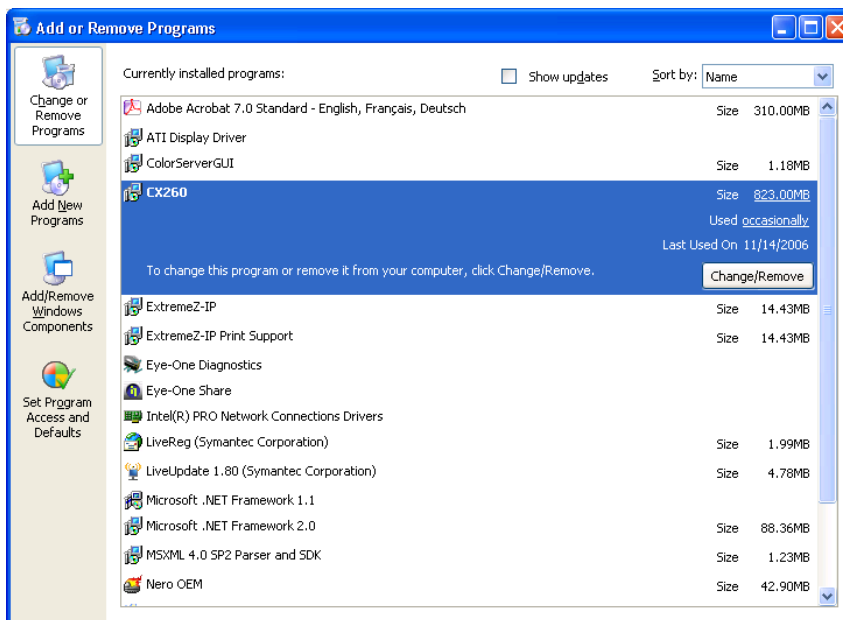 Add or Remove Programs
Change or
Remove
Programs
Add New
Programs
Add/Remove
Windows
Components
Set Program
Access and
Defaults
Currently installed programs:
Show updates
Sort by: Name
Adobe Acrobat 7.0 Standard - English, Français, Deutsch Size 310.00MB
ATI Display Driver
ColorServerGUI Size 1.18MB
CX260 Size 823.00MB
Used occasionally
Last Used On 11/14/2006
To change this program or remove it from your computer, click Change/Remove. Change/Remove
ExtremeZ-IP Size 14.43MB
ExtremeZ-IP Print Support Size 14.43MB
Eye-One Diagnostics
Eye-One Share
Intel(R) PRO Network Connections Drivers
LiveReg (Symantec Corporation) Size 1.99MB
LiveUpdate 1.80 (Symantec Corporation) Size 4.78MB
Microsoft .NET Framework 1.1
Microsoft .NET Framework 2.0 Size 88.36MB
MSXML 4.0 SP2 Parser and SDK Size 1.23MB
Nero OEM Size 42.90MB